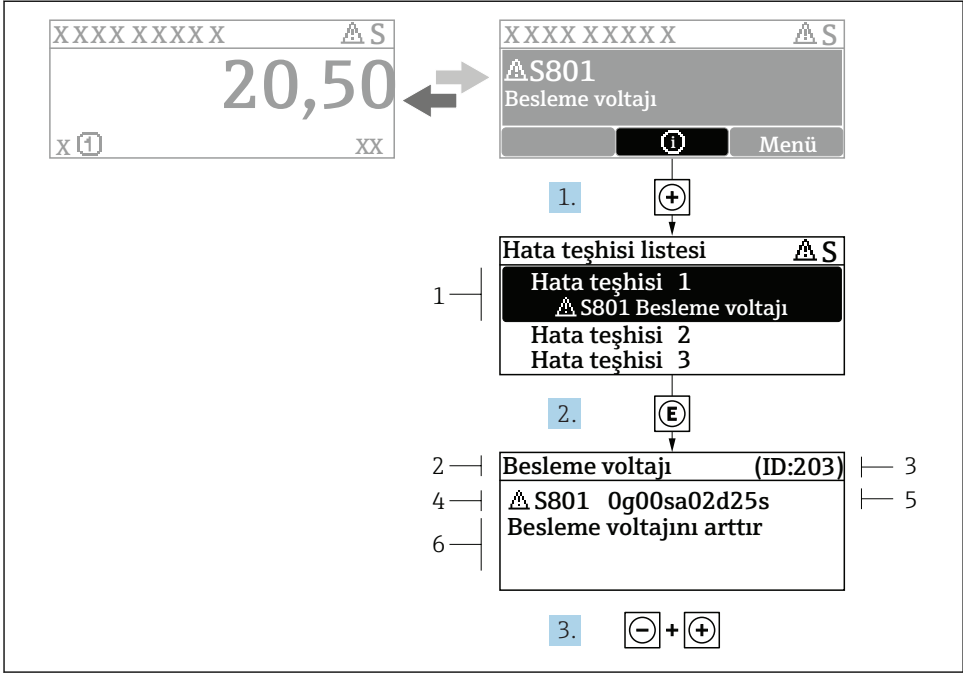 XXXX XXXXX ⚠ S
20,50
X ① XX
XXXX XXXXX ⚠ S
⚠S801
Besleme voltajı
ⓘ Menü
1. +
Hata teşhisi listesi ⚠ S
1
Hata teşhisi 1
⚠ S801 Besleme voltajı
Hata teşhisi 2
Hata teşhisi 3
2. E
2 Besleme voltajı (ID:203) 3
4 ⚠ S801 0g00sa02d25s 5
6 Besleme voltajını arttır
3. - + +